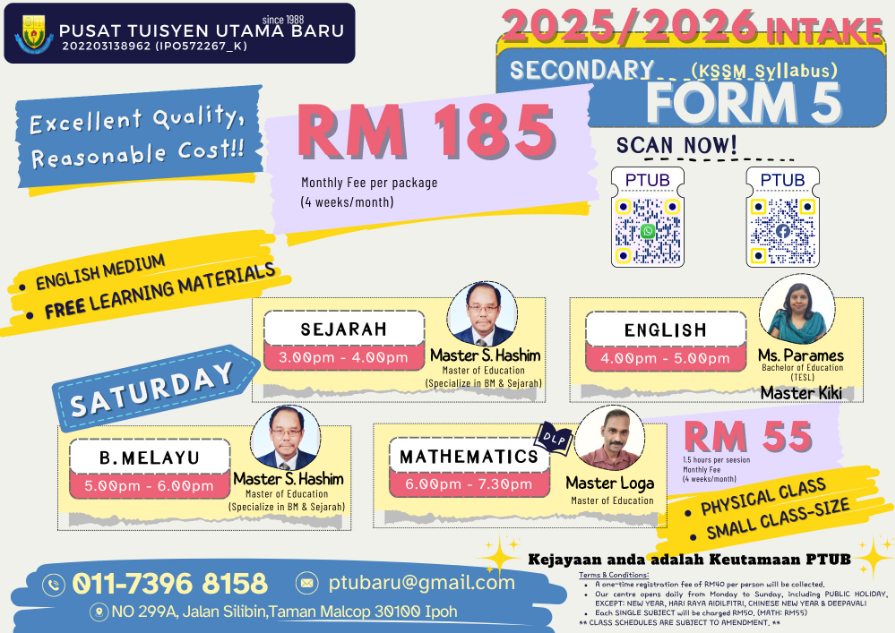 since 1988
PUSAT TUISYEN UTAMA BARU
202203138962 (IPO572267_K)
2025/2026 INTAKE
SECONDARY (KSSM Syllabus)
FORM 5
Excellent Quality,
Reasonable Cost!!
RM 185
Monthly Fee per package
(4 weeks/month)
SCAN NOW!
PTUB
PTUB
• ENGLISH MEDIUM
• FREE LEARNING MATERIALS
SATURDAY
SEJARAH
3.00pm - 4.00pm
Master S. Hashim
Master of Education
(Specialize in BM & Sejarah)
ENGLISH
4.00pm - 5.00pm
Ms. Parames
Bachelor of Education
(TESL)
Master Kiki
B.MELAYU
5.00pm - 6.00pm
Master S. Hashim
Master of Education
(Specialize in BM & Sejarah)
MATHEMATICS
DLP
6.00pm - 7.30pm
Master Loga
Master of Education
RM 55
1.5 hours per seesion
Monthly Fee
(4 weeks/month)
• PHYSICAL CLASS
• SMALL CLASS-SIZE
011-7396 8158
ptubaru@gmail.com
NO 299A, Jalan Silibin,Taman Malcop 30100 Ipoh
Kejayaan anda adalah Keutamaan PTUB
Terms & Conditions:
• A one-time registration fee of RM40 per person will be collected.
• Our centre opens daily from Monday to Sunday, including PUBLIC HOLIDAY,
EXCEPT: NEW YEAR, HARI RAYA AIDILFITRI, CHINESE NEW YEAR & DEEPAVALI
• Each SINGLE SUBJECT will be charged RM50. (MATH: RM55)
** CLASS SCHEDULES ARE SUBJECT TO AMENDMENT. **